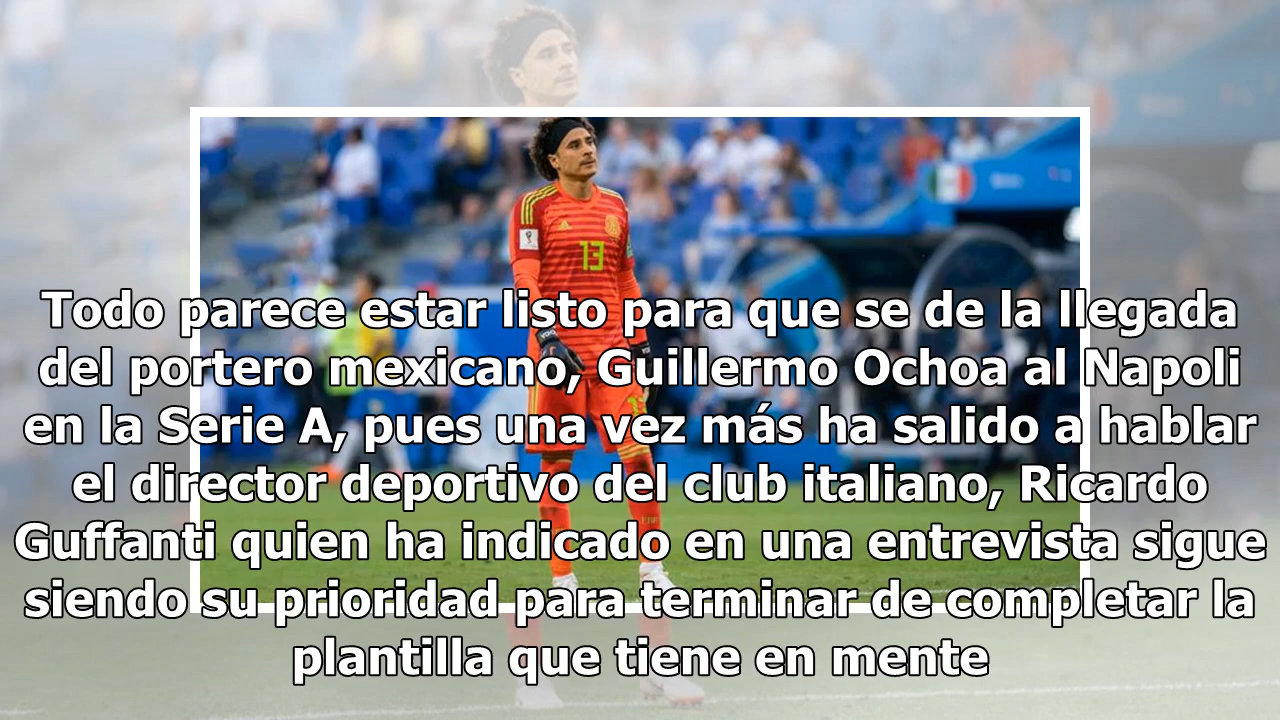 13
Todo parece estar listo para que se de la llegada
del portero mexicano, Guillermo Ochoa al Napoli
en la Serie A, pues una vez más ha salido a hablar
el director deportivo del club italiano, Ricardo
Guffanti quien ha indicado en una entrevista sigue
siendo su prioridad para terminar de completar la
plantilla que tiene en mente